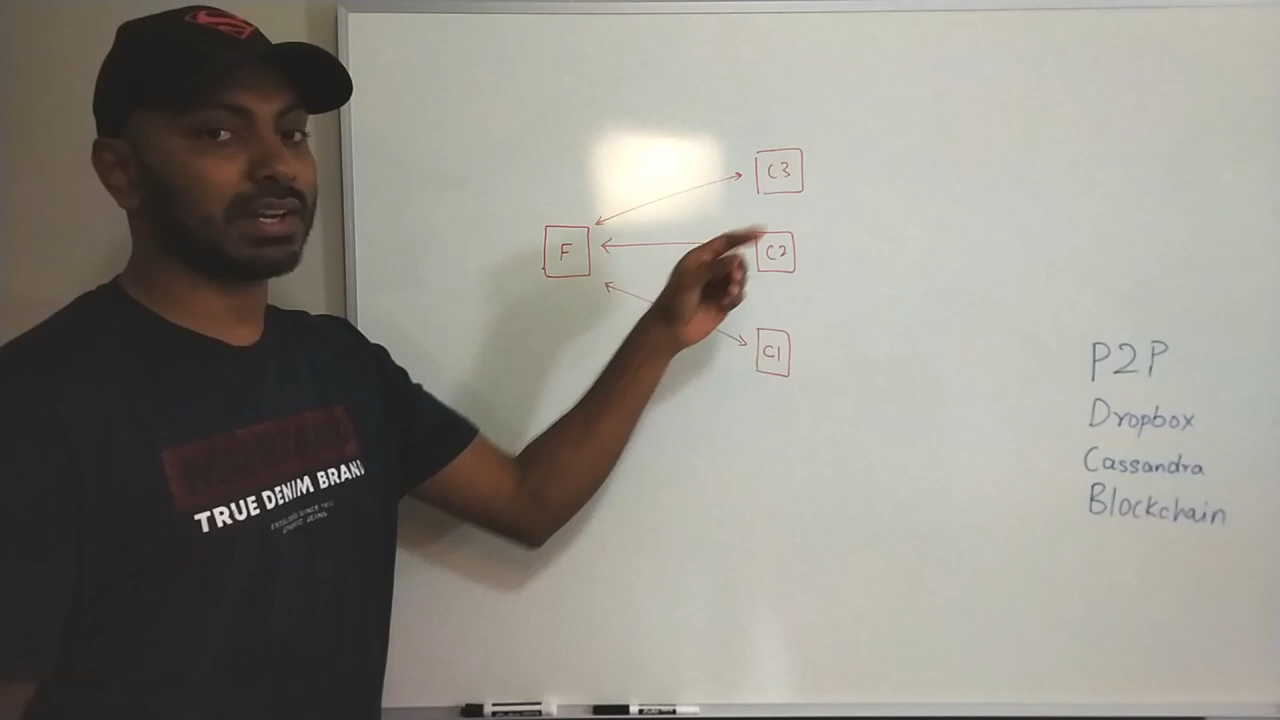 C3
F
C2
C1
P2P
Dropbox
Cassandra
Blockchain
TRUE DENIM BRAND